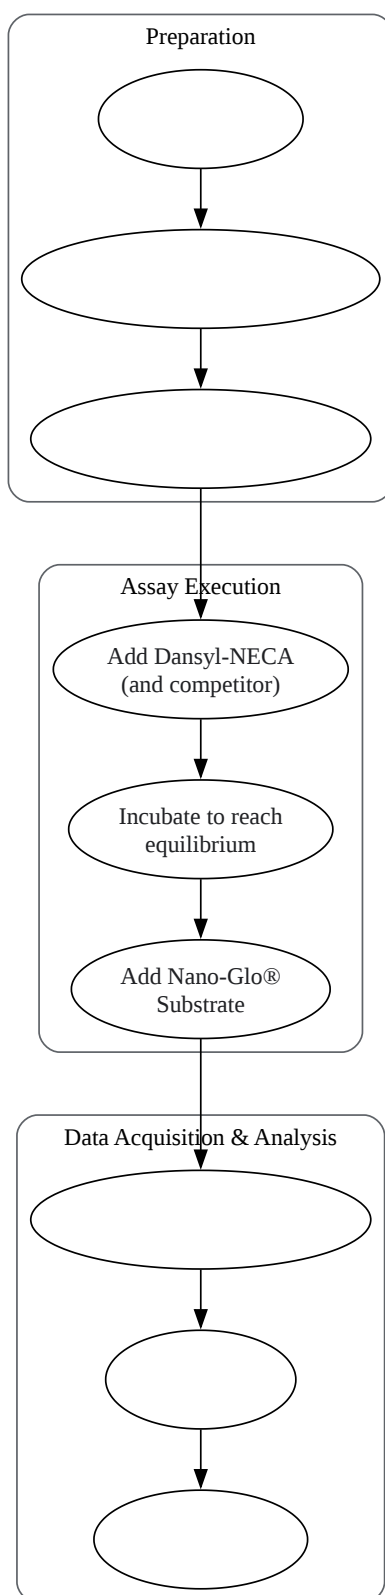 Preparation
Assay Execution
Add Dansyl-NECA
(and competitor)
Incubate to reach
equilibrium
Add Nano-Glo®
Substrate
Data Acquisition & Analysis